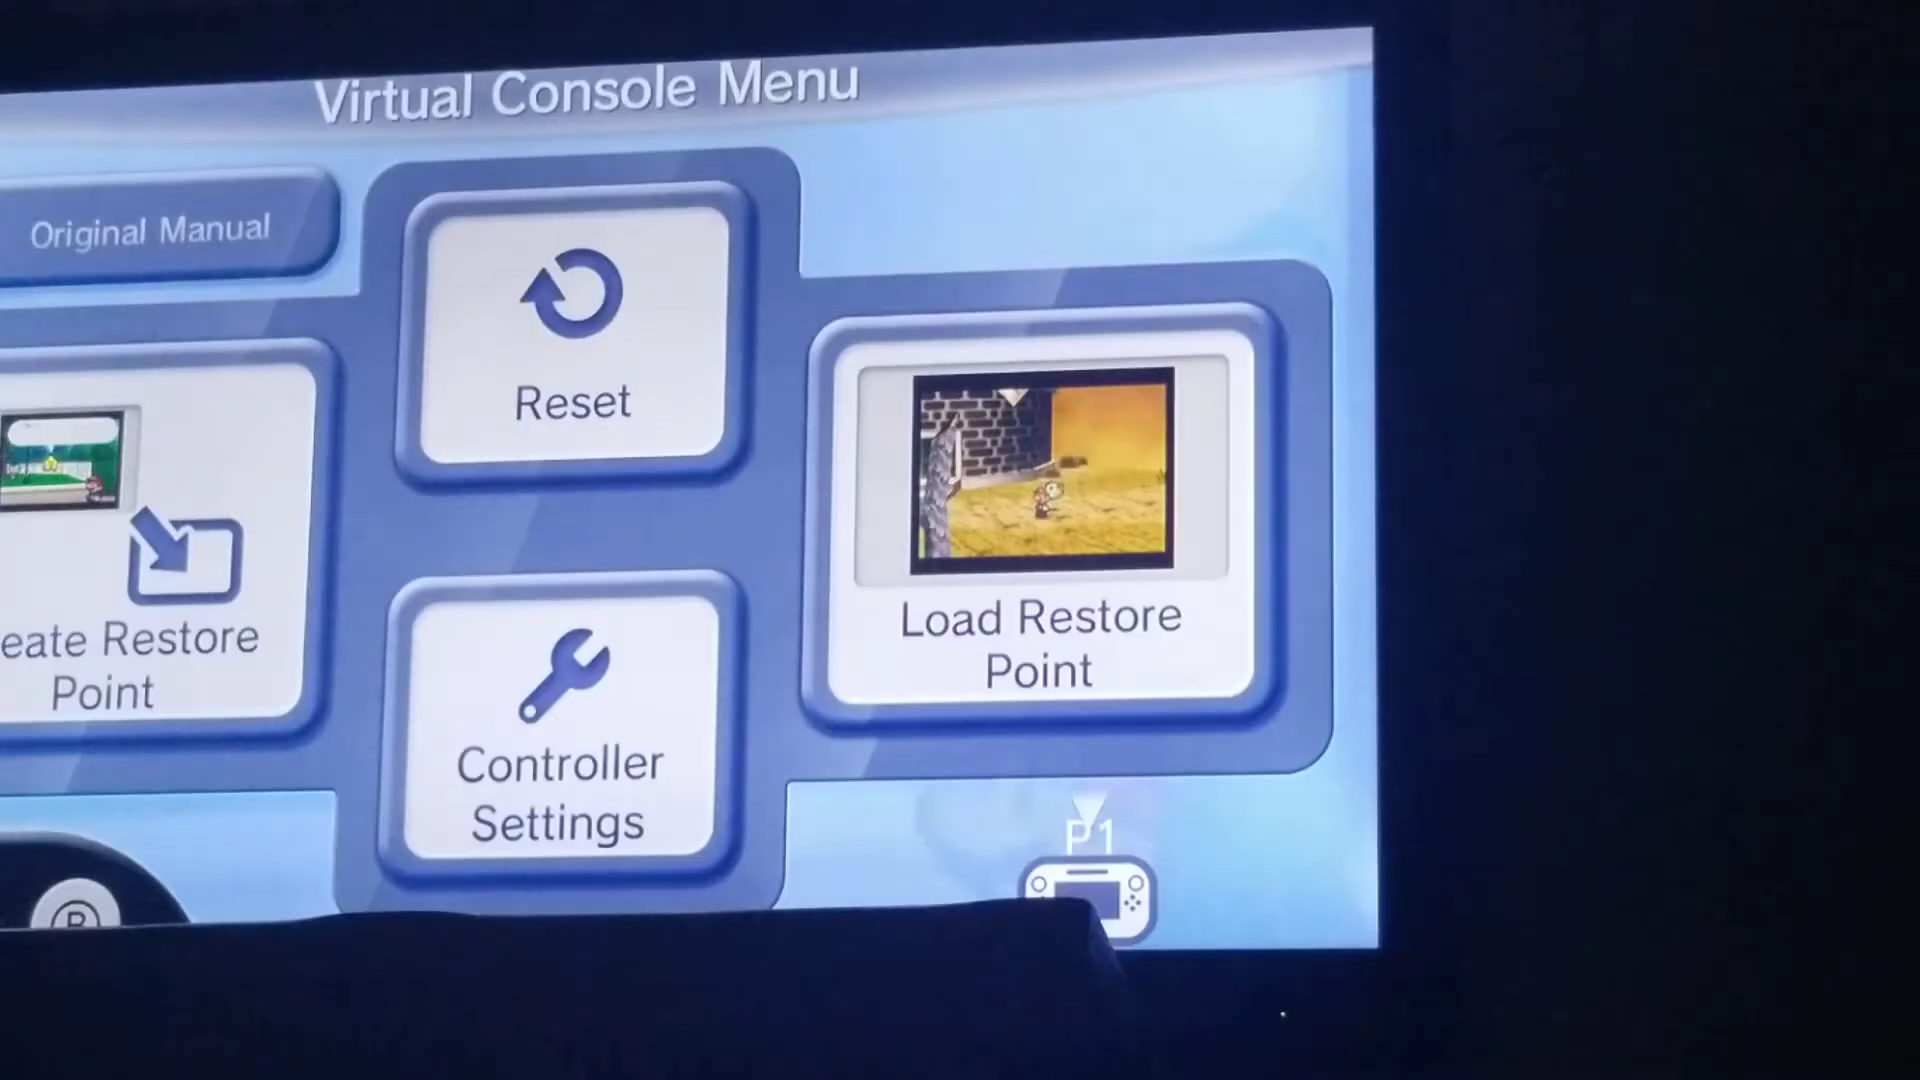 Virtual Console Menu
Original Manual
Reset
eate Restore
Point
Controller
Settings
Load Restore
Point
P1